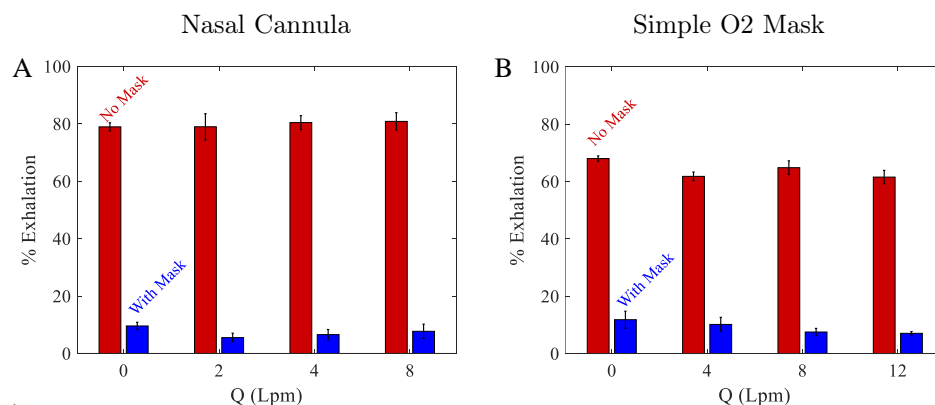 Nasal Cannula
A
100
80
60
40
20
0
% Exhalation
No Mask
With Mask
0 2 4 8
Q (Lpm)
Simple O2 Mask
B
100
80
60
40
20
0
% Exhalation
No Mask
With Mask
0 4 8 12
Q (Lpm)